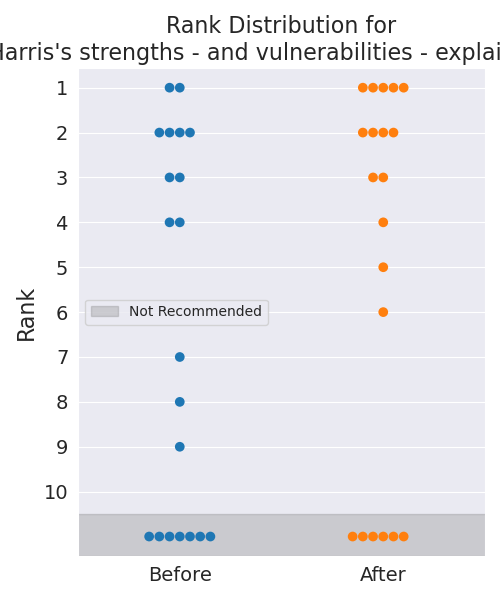 Rank Distribution for
Harris's strengths - and vulnerabilities - explai
1
2
3
4
5
6
7
8
9
10
Rank
Not Recommended
Before
After